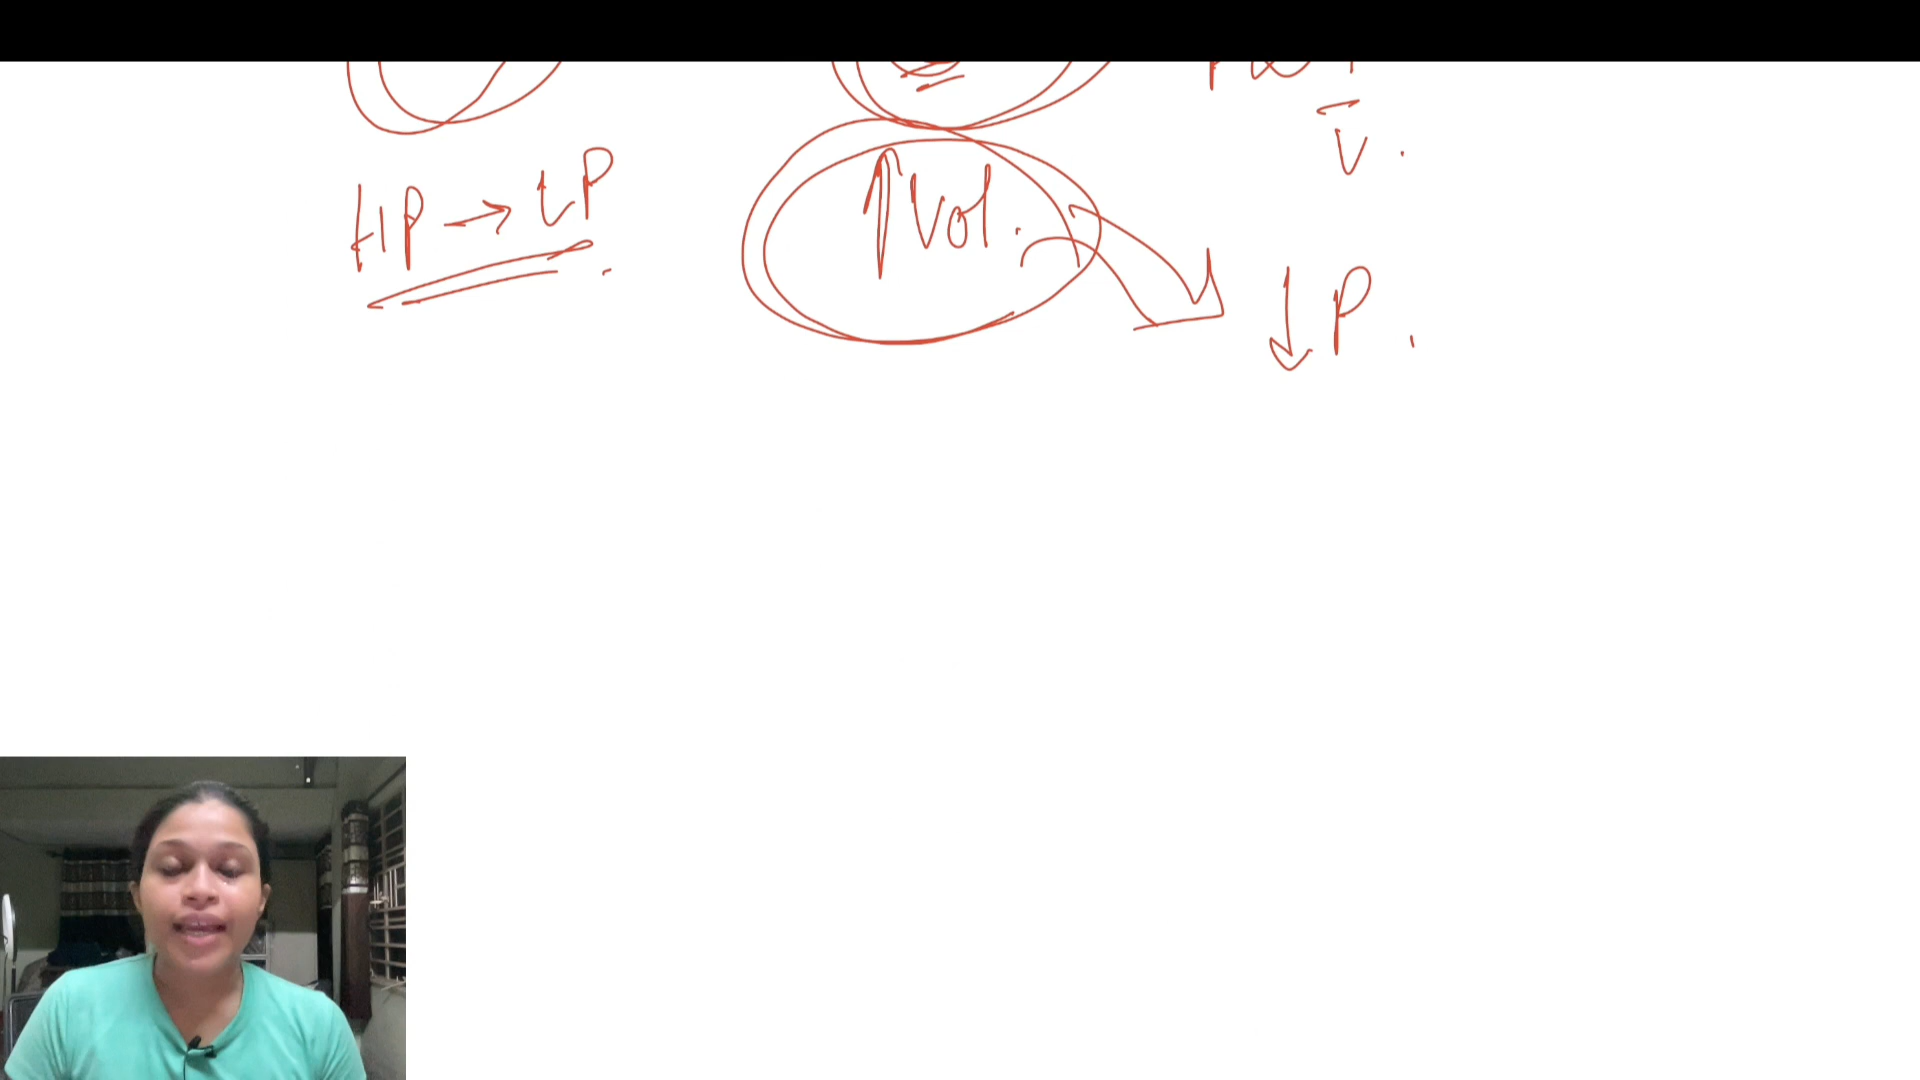 HP → LP
↑ Vol.
V.
↓ P.